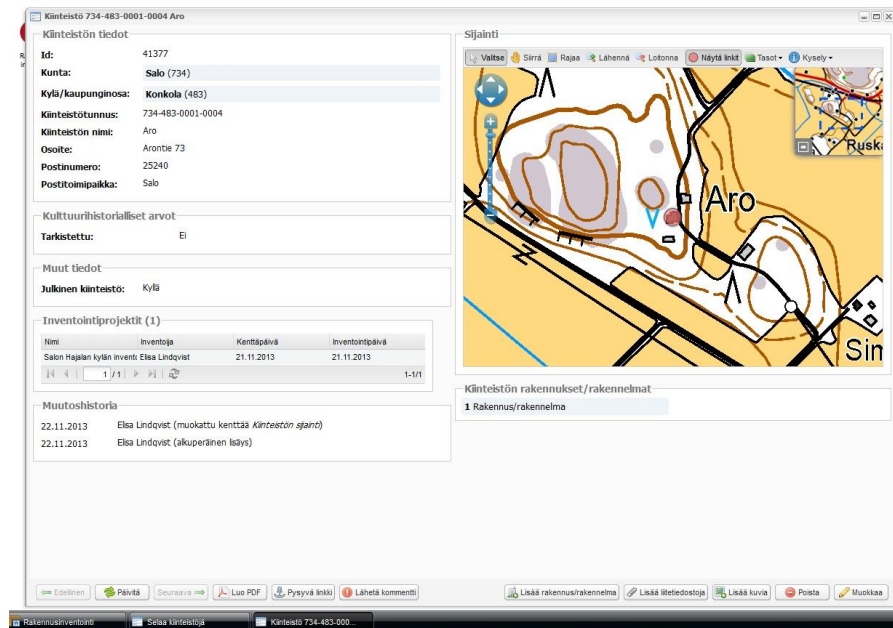 Kiinteistö 734-483-0001-0004 Aro
Kiinteistön tiedot
Id: 41377
Kunta: Salo (734)
Kylä/kaupunginosa: Konkola (483)
Kiinteistötunnus: 734-483-0001-0004
Kiinteistön nimi: Aro
Osoite: Arontie 73
Postinumero: 25240
Postitoimipaikka: Salo
Kulttuurihistorialliset arvot
Tarkistettu: Ei
Muut tiedot
Julkinen kiinteistö: Kyllä
Inventointiprojektit (1)
Nimi Inventoija Kenttäpäivä Inventointipäivä
Salon Hajalan kylän invento Elisa Lindqvist 21.11.2013 21.11.2013
1 / 1 1-1/1
Muutoshistoria
22.11.2013 Elisa Lindqvist (muokattu kenttää Kiinteistön sijainti)
22.11.2013 Elisa Lindqvist (alkuperäinen lisäys)
Sijainti
Valitse Siirrä Rajaa Lähennä Loitonna Näytä linkit Tasot Kysely
Ruska
Aro
Sim
Kiinteistön rakennukset/rakennelmat
1 Rakennus/rakennelma
Edellinen Päivitä Seuraava Luo PDF Pysyvä linkki Lähetä kommentti Lisää rakennus/rakennelma Lisää liitetiedostoja Lisää kuvia Poista Muokkaa
Rakennusinventointi Selaa kiinteistöjä Kiinteistö 734-483-000...